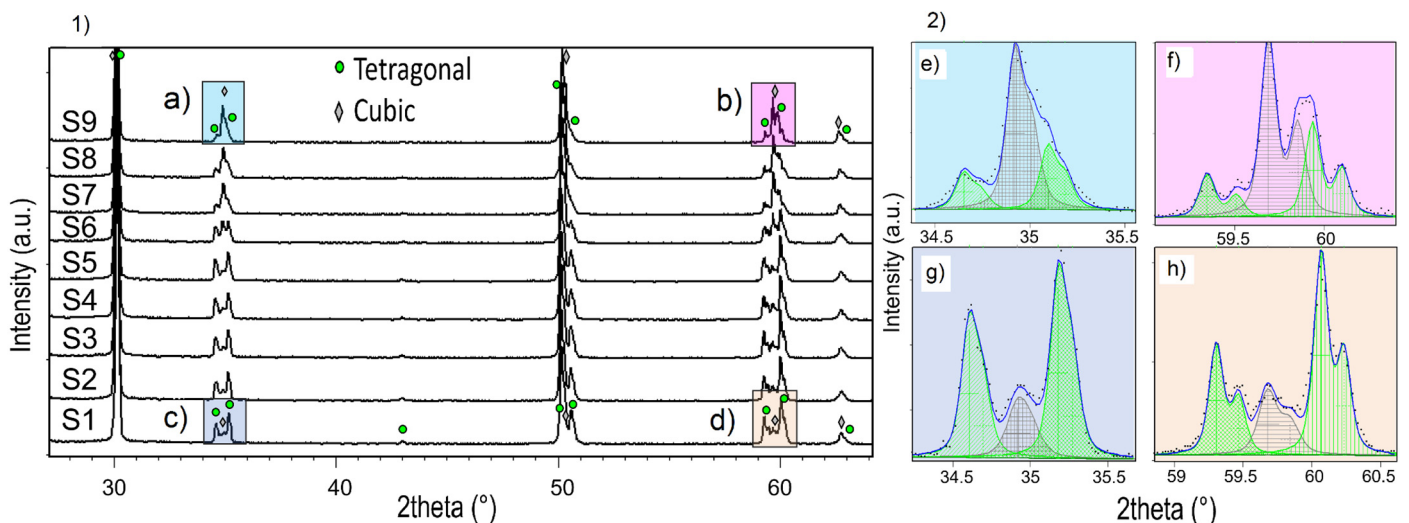 1)
Intensity (a.u.)
Tetragonal
Cubic
a)
b)
S9
S8
S7
S6
S5
S4
S3
S2
S1
c)
d)
30
40
50
60
2theta (°)
2)
Intensity (a.u.)
e)
34.5
35
35.5
f)
59.5
60
g)
34.5
35
35.5
h)
59
59.5
60
60.5
2theta (°)